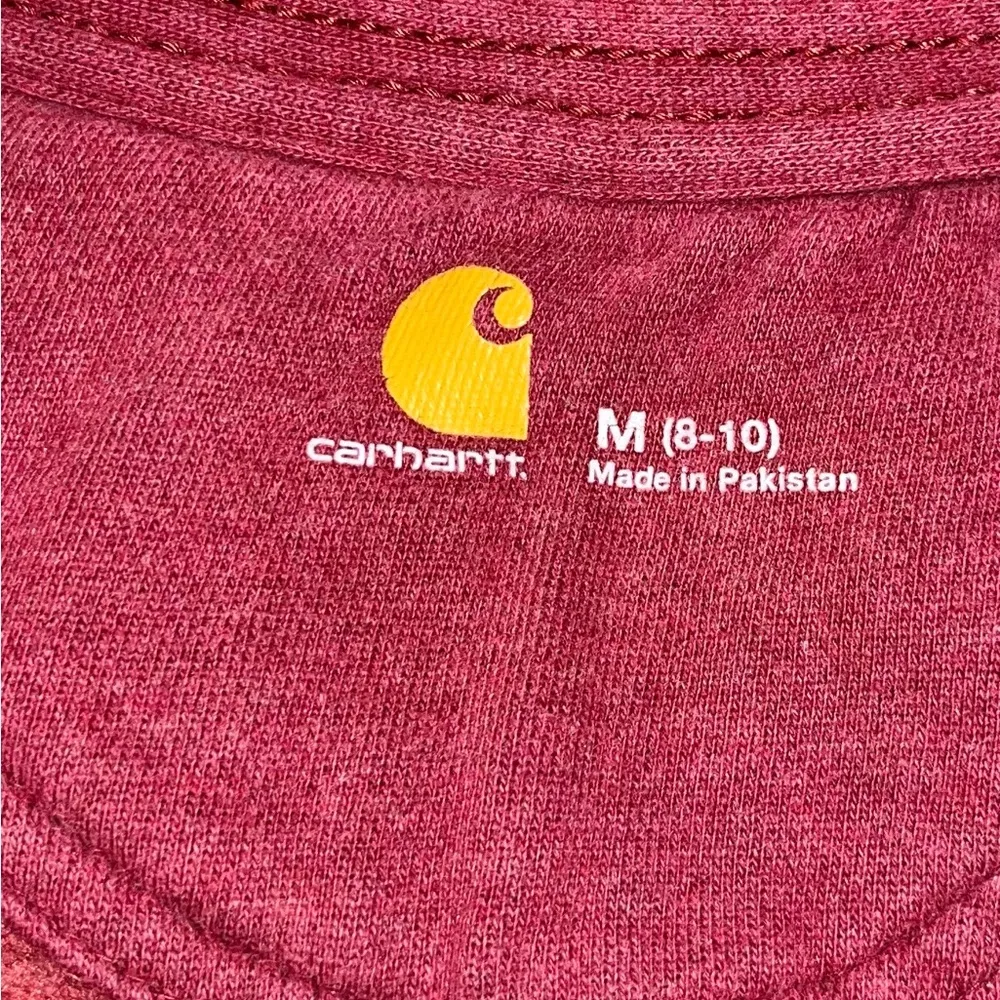 carhartt.
M (8-10)
Made in Pakistan